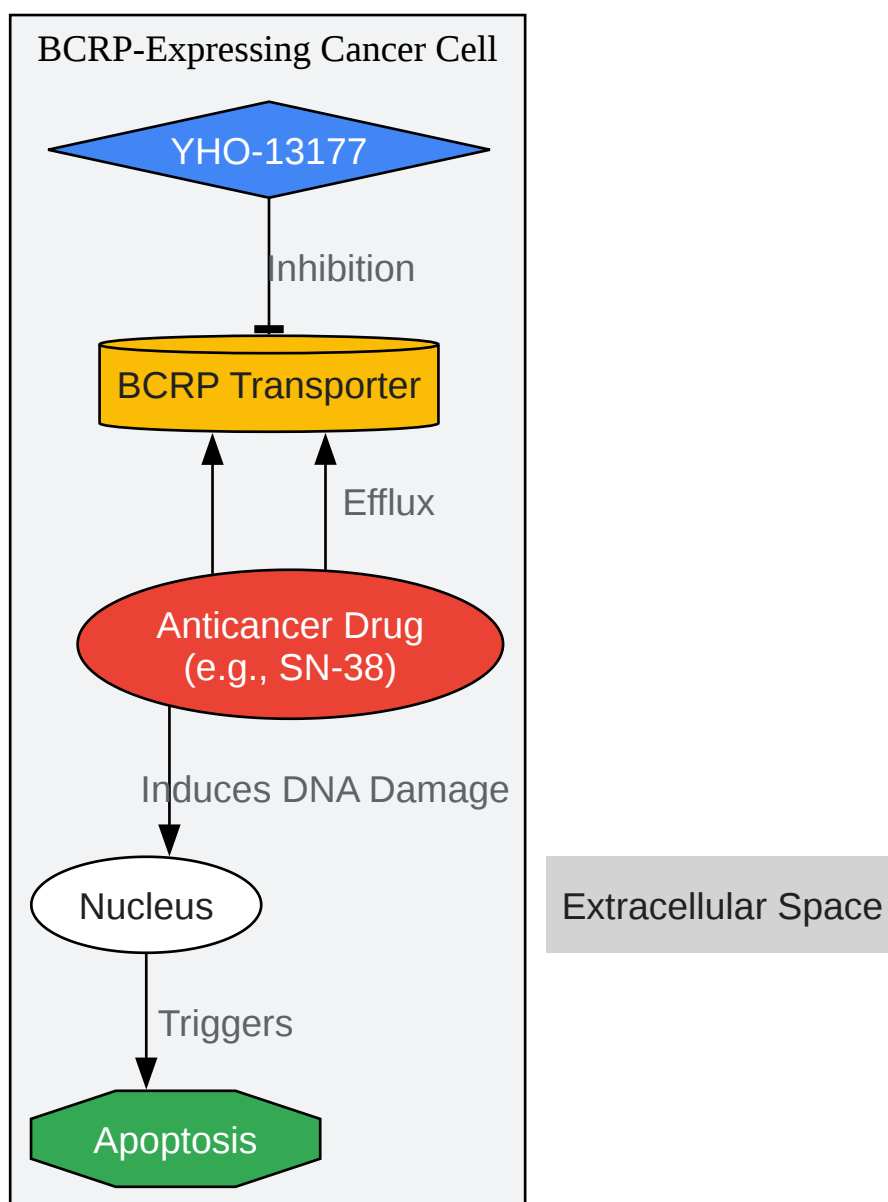 BCRP-Expressing Cancer Cell
YHO-13177
Inhibition
BCRP Transporter
Efflux
Anticancer Drug
(e.g., SN-38)
Induces DNA Damage
Nucleus
Extracellular Space
Triggers
Apoptosis